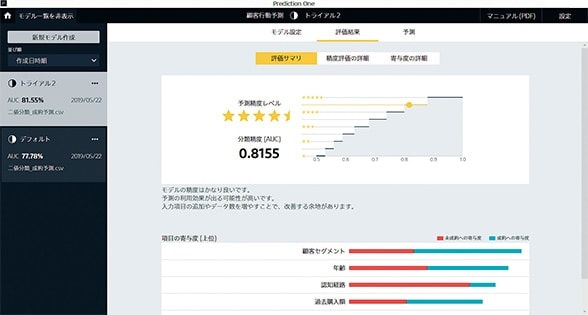 Prediction One
モデル一覧を非表示
顧客行動予測 トライアル2
マニュアル(PDF)
設定
新規モデル作成
並び順
作成日時順
トライアル2
AUC 81.55% 2019/05/22
二値分類_成約予測.csv
デフォルト
AUC 77.78% 2019/05/22
二値分類_成約予測.csv
モデル設定
評価結果
予測
評価サマリ
精度評価の詳細
寄与度の詳細
予測精度レベル
分類精度 (AUC)
0.8155
0.5 0.6 0.7 0.8 0.9 1.0
モデルの精度はかなり良いです。
予測の利用効果が出る可能性が高いです。
入力項目の追加やデータ数を増やすことで、改善する余地があります。
項目の寄与度 (上位)
未成約への寄与度 成約への寄与度
顧客セグメント
年齢
認知経路
過去購入額